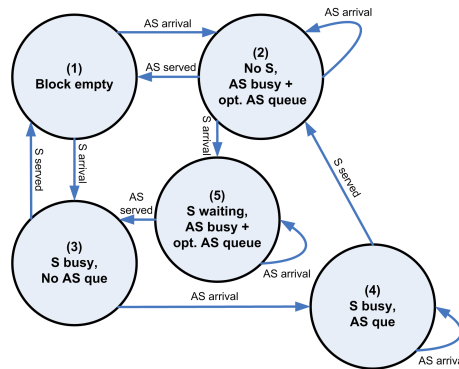 AS arrival
AS arrival
(1)
Block empty
AS served
(2)
No S,
AS busy +
opt. AS queue
S served
S arrival
S arrival
S served
(5)
S waiting,
AS busy +
opt. AS queue
AS
served
(3)
S busy,
No AS que
AS arrival
AS arrival
(4)
S busy,
AS que
AS arrival